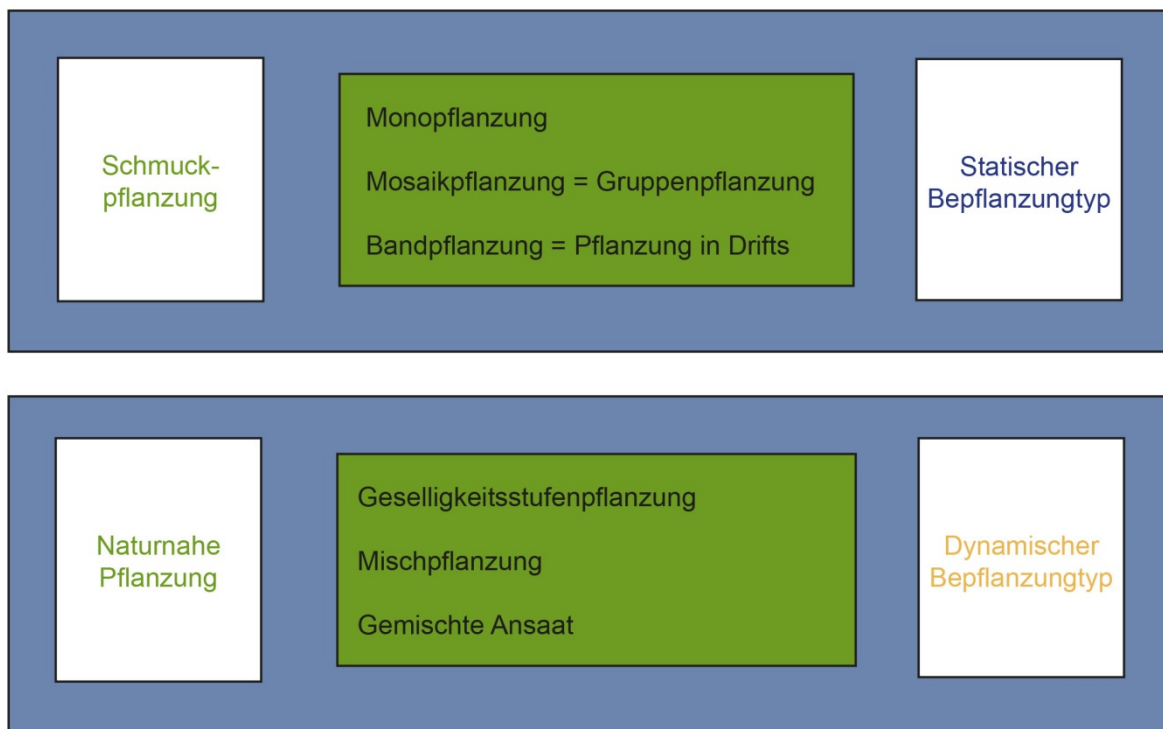 Schmuck-
pflanzung
Monopflanzung
Mosaikpflanzung = Gruppenpflanzung
Bandpflanzung = Pflanzung in Drifts
Statischer
Bepflanzungtyp
Naturnahe
Pflanzung
Geselligkeitsstufenpflanzung
Mischpflanzung
Gemischte Ansaat
Dynamischer
Bepflanzungtyp